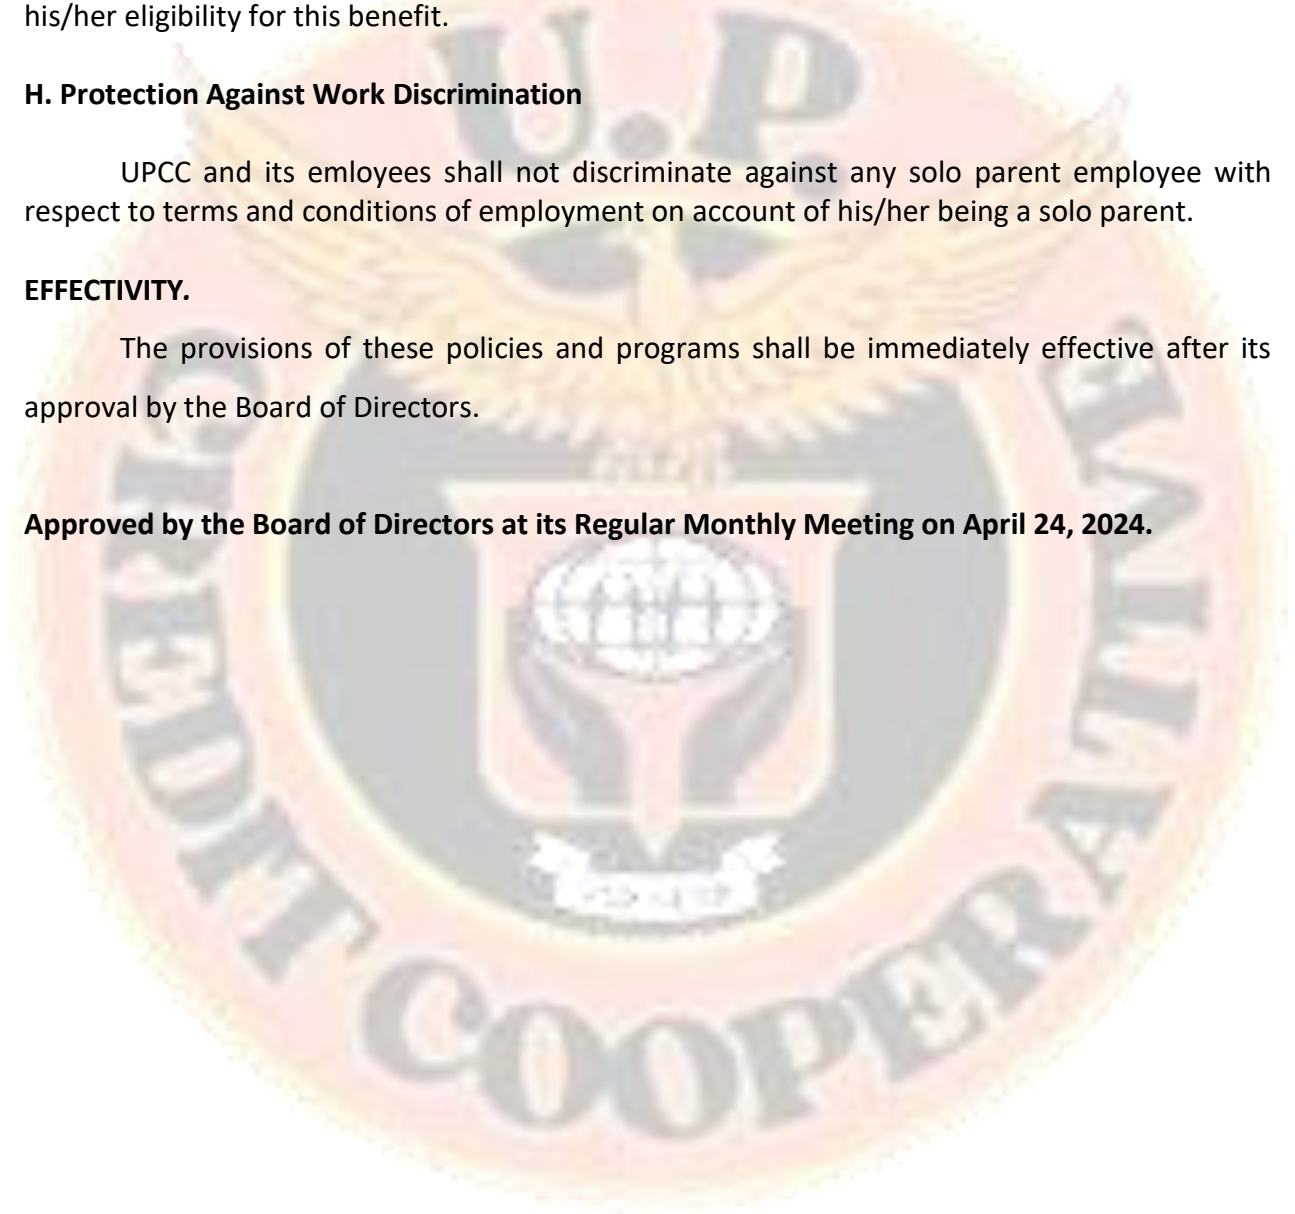 his/her eligibility for this benefit.
H. Protection Against Work Discrimination
UPCC and its emloyees shall not discriminate against any solo parent employee with
respect to terms and conditions of employment on account of his/her being a solo parent.
EFFECTIVITY.
The provisions of these policies and programs shall be immediately effective after its
approval by the Board of Directors.
Approved by the Board of Directors at its Regular Monthly Meeting on April 24, 2024.
U.P.
CREDIT COOPERATIVE